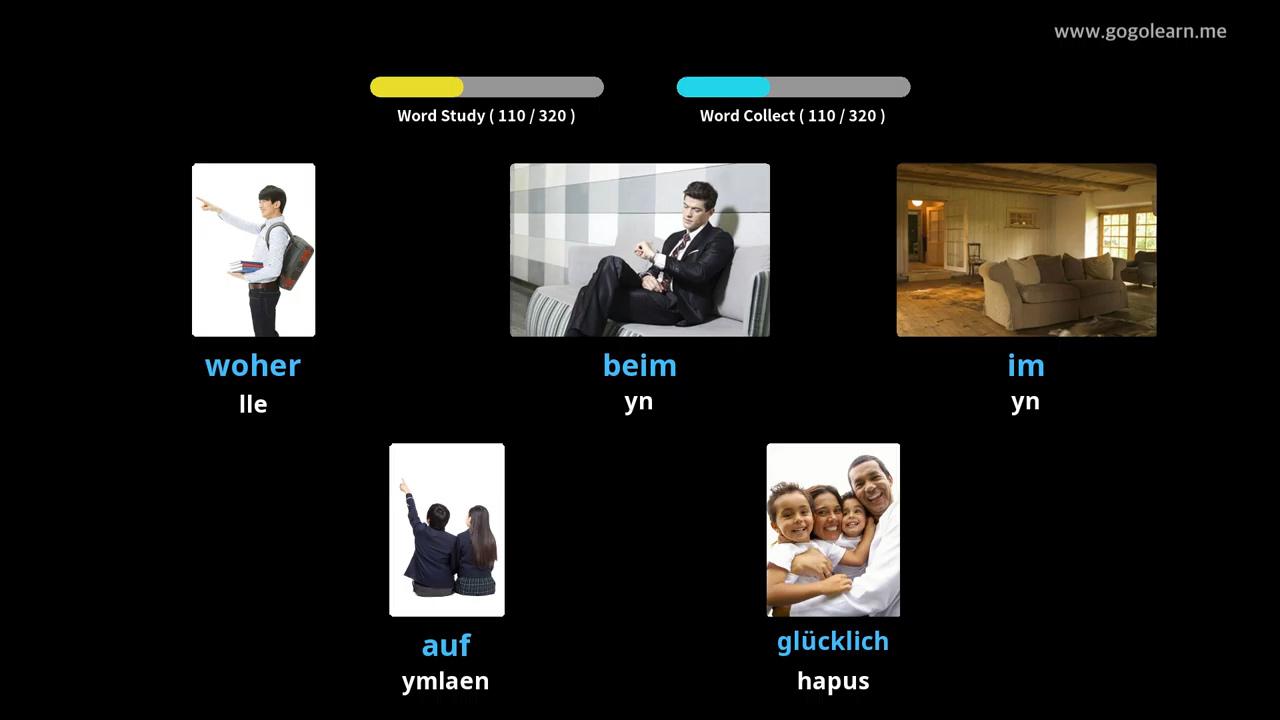 www.gogolearn.me
Word Study ( 110 / 320 )
Word Collect ( 110 / 320 )
woher
lle
beim
yn
im
yn
auf
ymlaen
glücklich
hapus